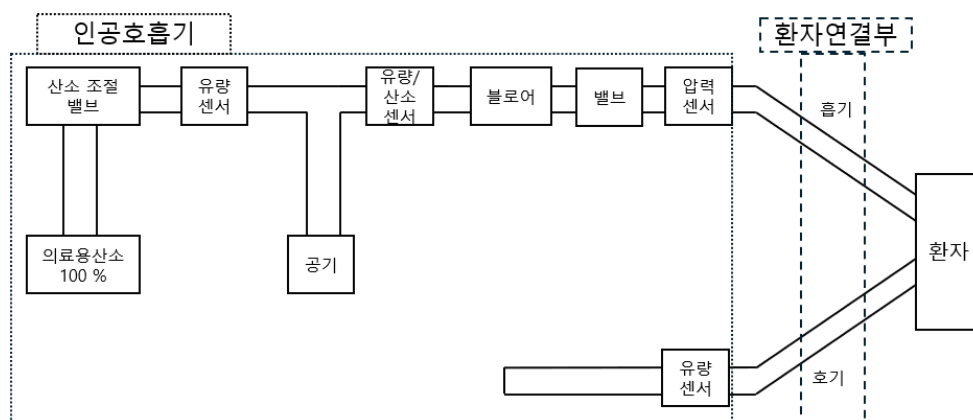 인공호흡기
환자연결부
산소 조절
밸브
유량
센서
유량/
산소
센서
블로어
밸브
압력
센서
흡기
의료용산소
100 %
공기
환자
유량
센서
호기